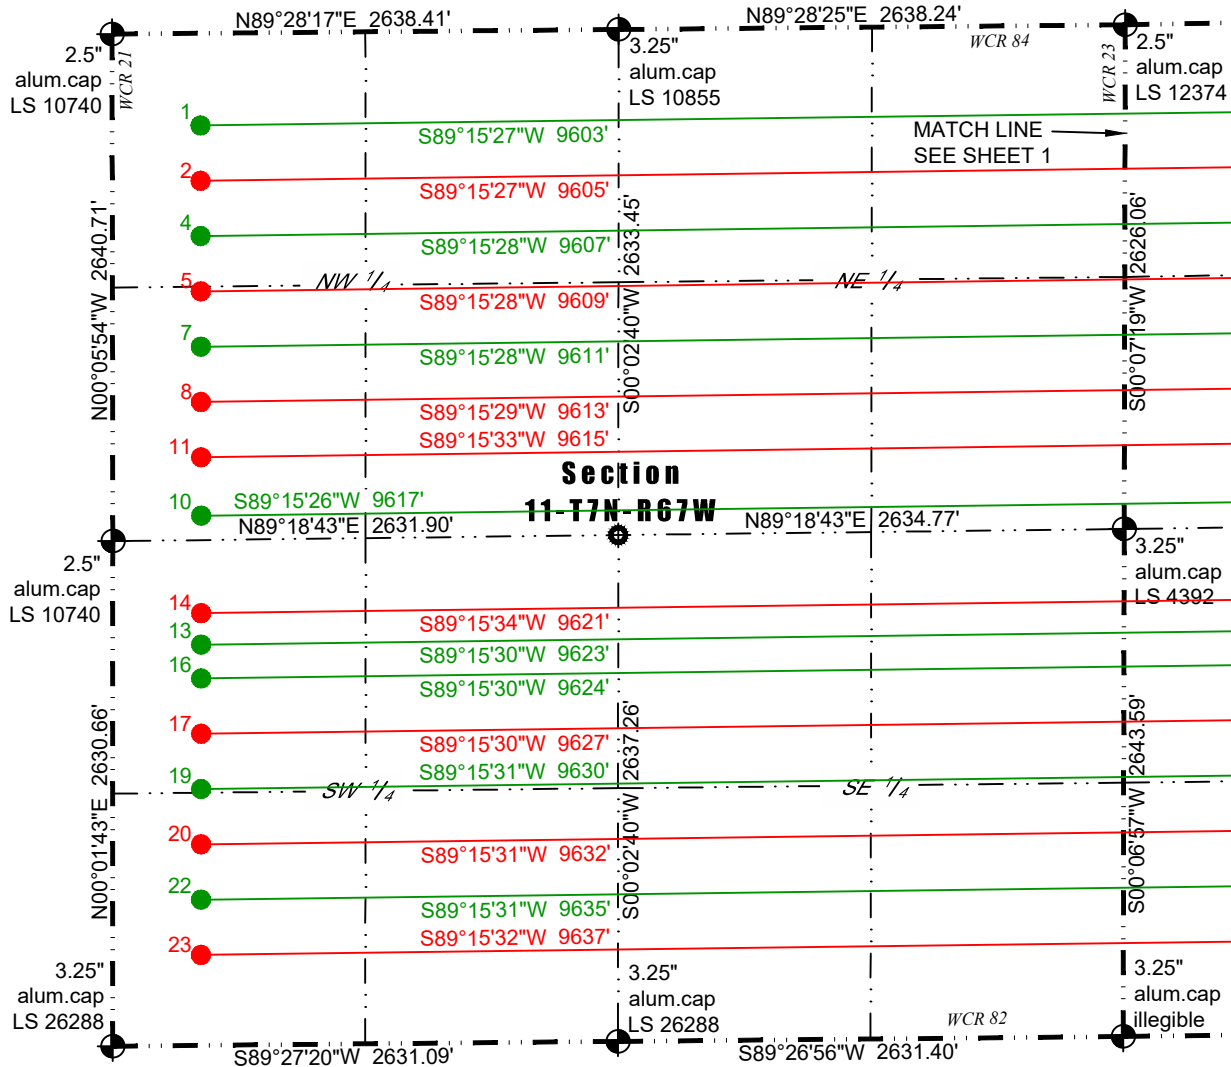 N89°28'17"E 2638.41'
N89°28'25"E 2638.24'
WCR 84
2.5"
alum.cap
LS 10740
WCR 21
3.25"
alum.cap
LS 10855
WCR 23
2.5"
alum.cap
LS 12374
1
S89°15'27"W 9603'
MATCH LINE
SEE SHEET 1
2
S89°15'27"W 9605'
4
S89°15'28"W 9607'
5
NW 1/4
NE 1/4
S89°15'28"W 9609'
7
S89°15'28"W 9611'
8
S89°15'29"W 9613'
N00°05'54"W 2640.71'
S00°02'40"W 2633.45'
S00°07'19"W 2626.06'
11
S89°15'33"W 9615'
Section
11-T7N-R67W
10
S89°15'26"W 9617'
N89°18'43"E 2631.90'
N89°18'43"E 2634.77'
2.5"
alum.cap
LS 10740
3.25"
alum.cap
LS 4392
14
S89°15'34"W 9621'
13
S89°15'30"W 9623'
16
S89°15'30"W 9624'
17
S89°15'30"W 9627'
19
S89°15'31"W 9630'
SW 1/4
SE 1/4
20
S89°15'31"W 9632'
22
S89°15'31"W 9635'
N00°01'43"E 2630.66'
S00°02'40"W 2637.26'
S00°06'57"W 2643.59'
23
S89°15'32"W 9637'
3.25"
alum.cap
LS 26288
3.25"
alum.cap
LS 26288
3.25"
alum.cap
illegible
WCR 82
S89°27'20"W 2631.09'
S89°26'56"W 2631.40'